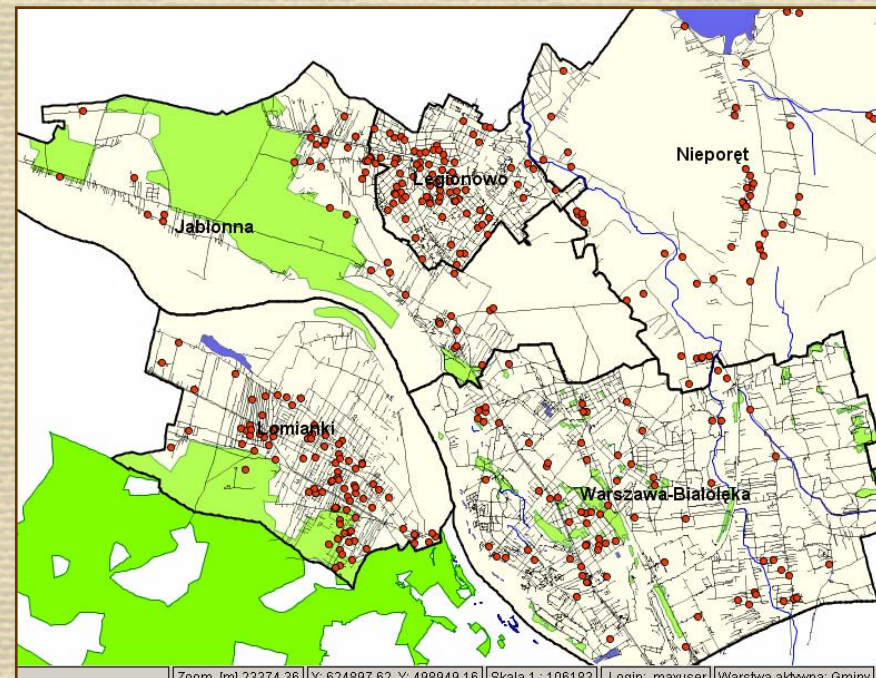 Nieporęt
Legionowo
Jabłonna
Łomianki
Warszawa-Białołęka
Zoom [m] 23374.36 X: 624897.62 Y: 498949.16 Skala 1 : 106183 Login: maxuser Warstwa aktywna: Gminy